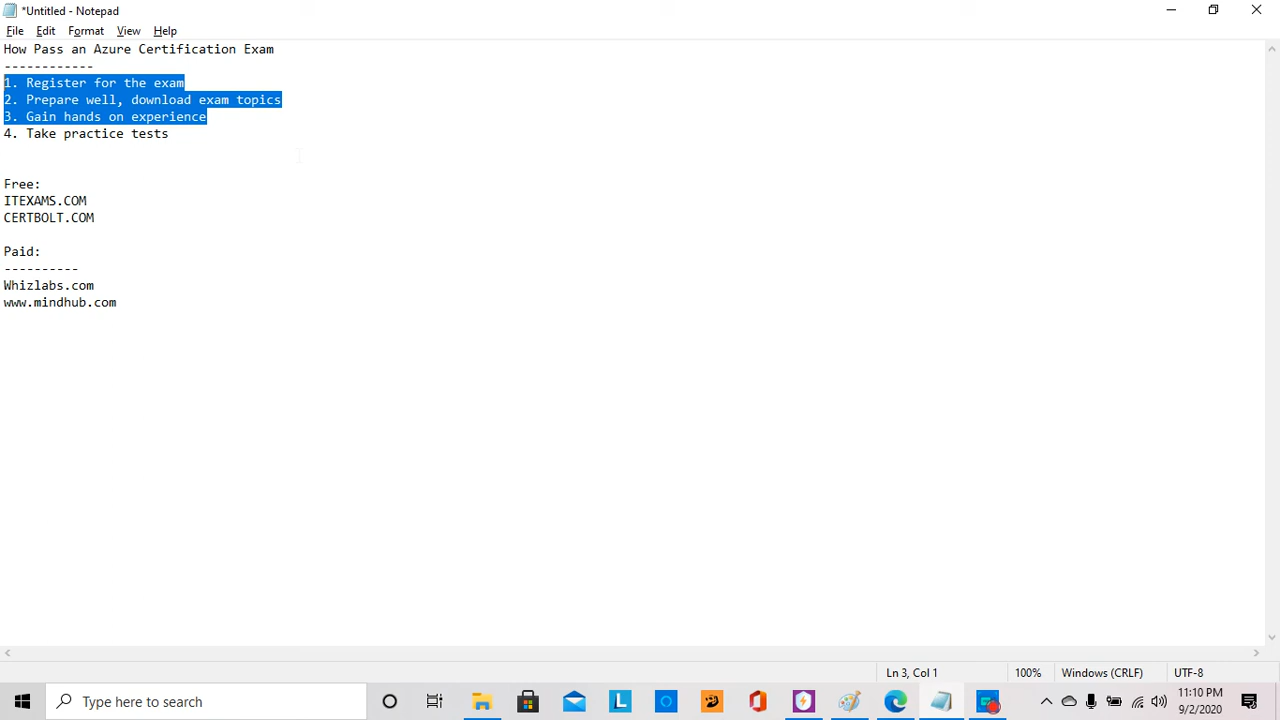 *Untitled - Notepad
File Edit Format View Help
How Pass an Azure Certification Exam
------------
1. Register for the exam
2. Prepare well, download exam topics
3. Gain hands on experience
4. Take practice tests
Free:
ITEXAMS.COM
CERTBOLT.COM
Paid:
----------
Whizlabs.com
www.mindhub.com
Ln 3, Col 1 100% Windows (CRLF) UTF-8
Type here to search
11:10 PM
9/2/2020